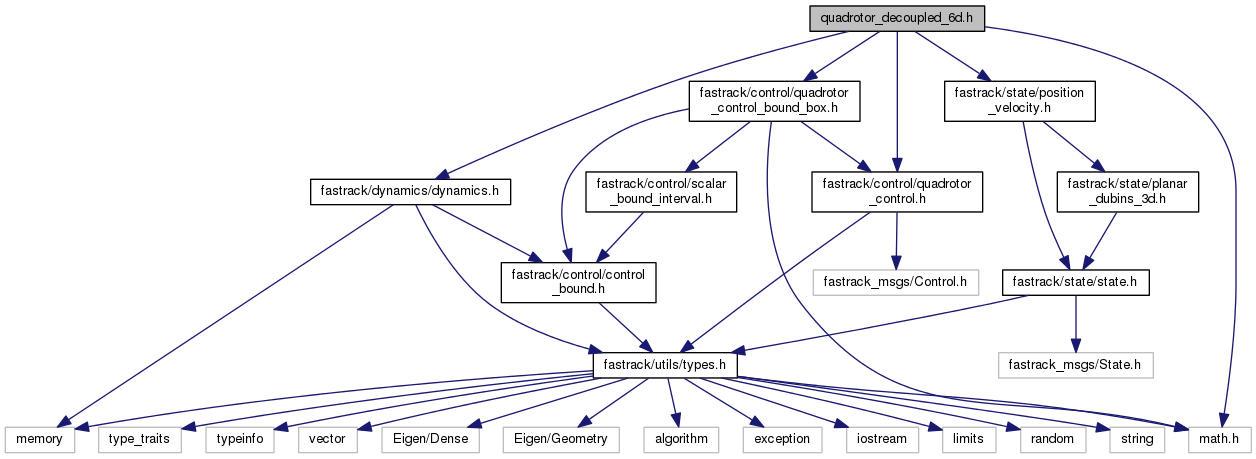 quadrotor_decoupled_6d.h
fastrack/control/quadrotor
_control_bound_box.h
fastrack/state/position
_velocity.h
fastrack/dynamics/dynamics.h
fastrack/control/scalar
_bound_interval.h
fastrack/control/quadrotor
_control.h
fastrack/state/planar
_dubins_3d.h
fastrack/control/control
_bound.h
fastrack_msgs/Control.h
fastrack/state/state.h
fastrack/utils/types.h
fastrack_msgs/State.h
memory
type_traits
typeinfo
vector
Eigen/Dense
Eigen/Geometry
algorithm
exception
iostream
limits
random
string
math.h